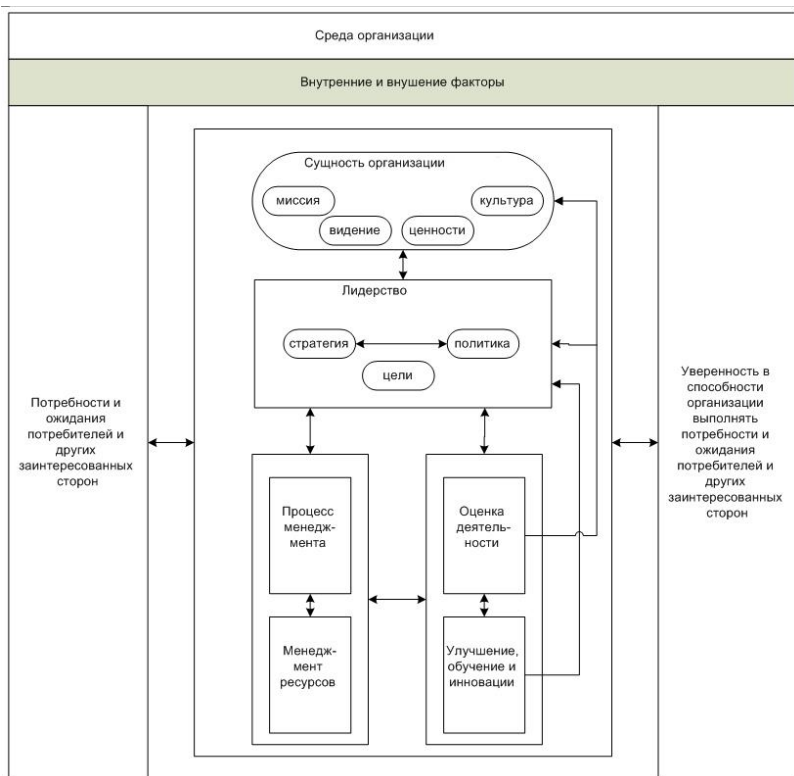 Среда организации
Внутренние и внушение факторы
Сущность организации
миссия
культура
видение
ценности
Лидерство
стратегия
политика
цели
Потребности и
ожидания
потребителей и
других
заинтересованных
сторон
Уверенность в
способности
организации
выполнять
потребности и
ожидания
потребителей и
других
заинтересованных
сторон
Процесс
менедж-
мента
Оценка
деятель-
ности
Менедж-
мент
ресурсов
Улучшение,
обучение и
инновации